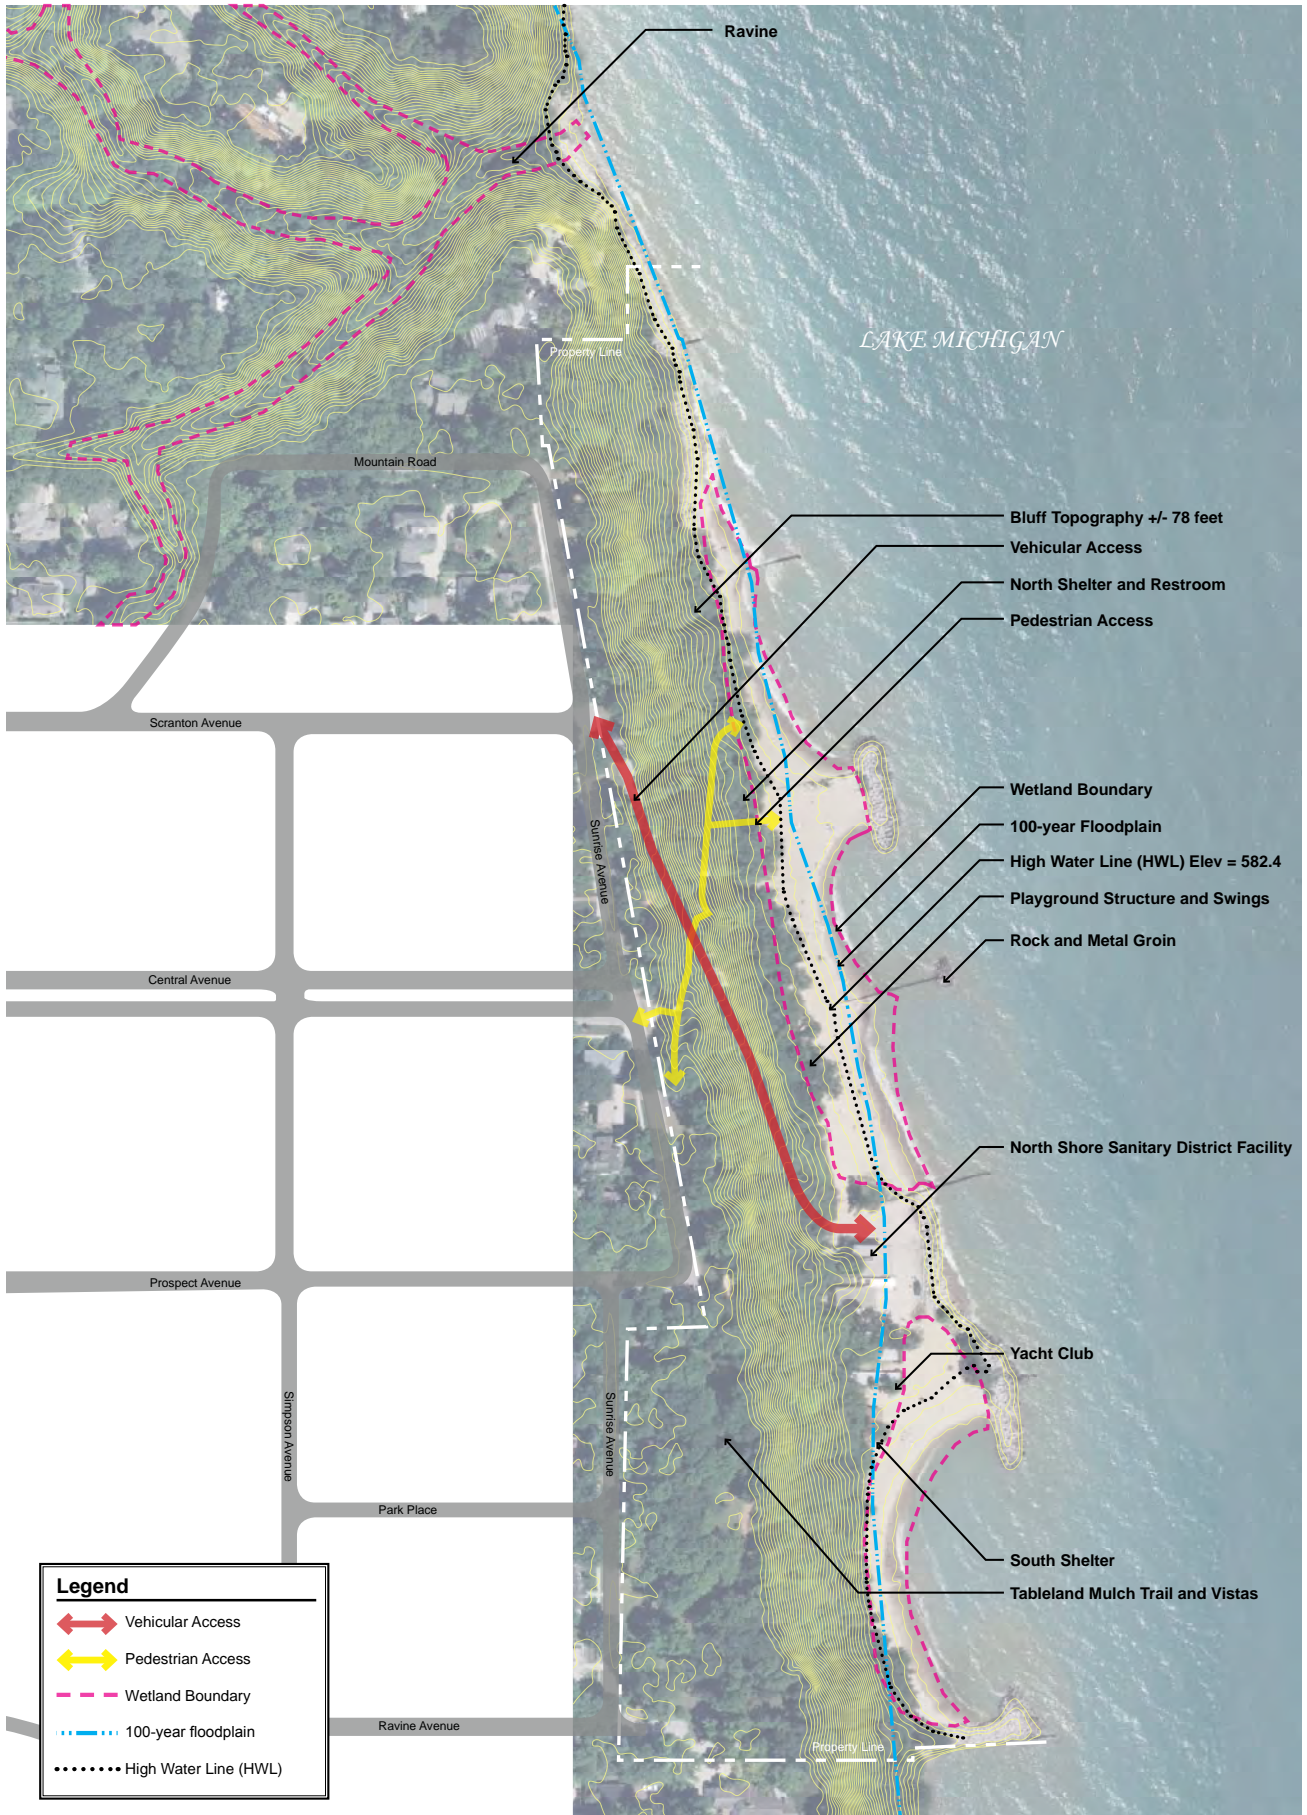 Ravine
LAKE MICHIGAN
Property Line
Mountain Road
Bluff Topography +/- 78 feet
Vehicular Access
North Shelter and Restroom
Pedestrian Access
Scranton Avenue
Wetland Boundary
100-year Floodplain
Sunrise Avenue
High Water Line (HWL) Elev = 582.4
Playground Structure and Swings
Rock and Metal Groin
Central Avenue
North Shore Sanitary District Facility
Prospect Avenue
Yacht Club
Simpson Avenue
Sunrise Avenue
Park Place
South Shelter
Tableland Mulch Trail and Vistas
Ravine Avenue
Property Line
Legend
Vehicular Access
Pedestrian Access
Wetland Boundary
100-year floodplain
High Water Line (HWL)